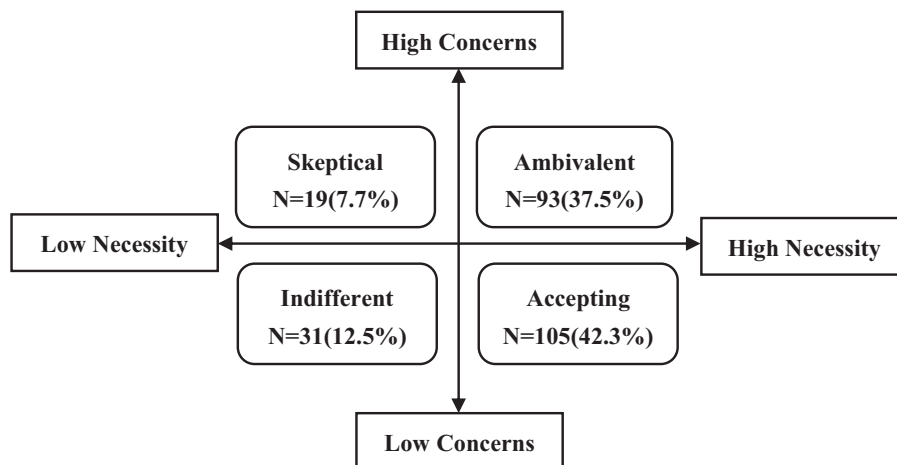 High Concerns
Skeptical
N=19(7.7%)
Ambivalent
N=93(37.5%)
Low Necessity
High Necessity
Indifferent
N=31(12.5%)
Accepting
N=105(42.3%)
Low Concerns